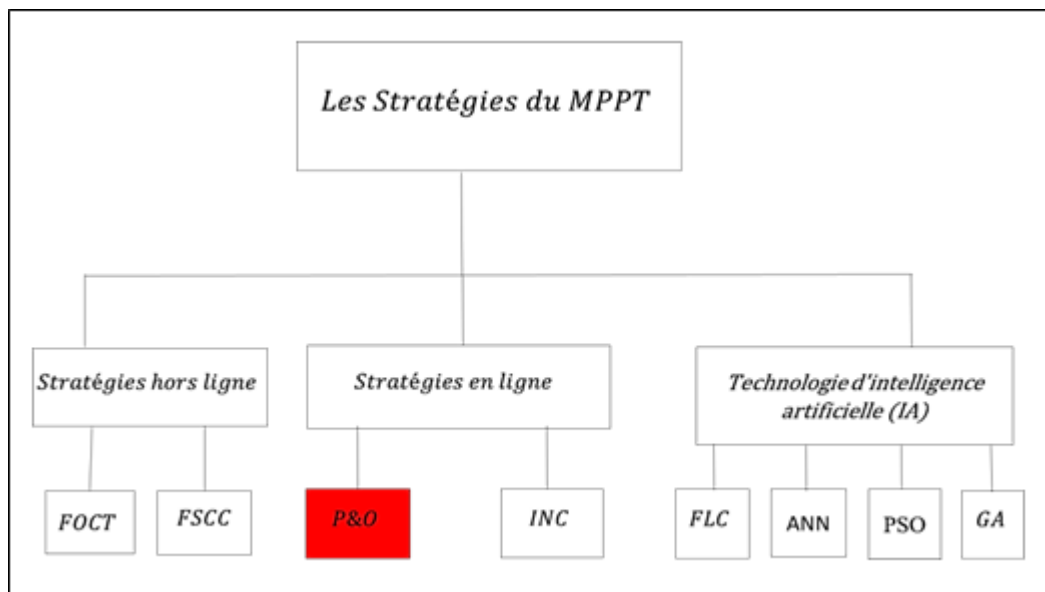 Les Stratégies du MPPT
Stratégies hors ligne
Stratégies en ligne
Technologie d'intelligence
artificielle (IA)
FOCT
FSCC
P&O
INC
FLC
ANN
PSO
GA